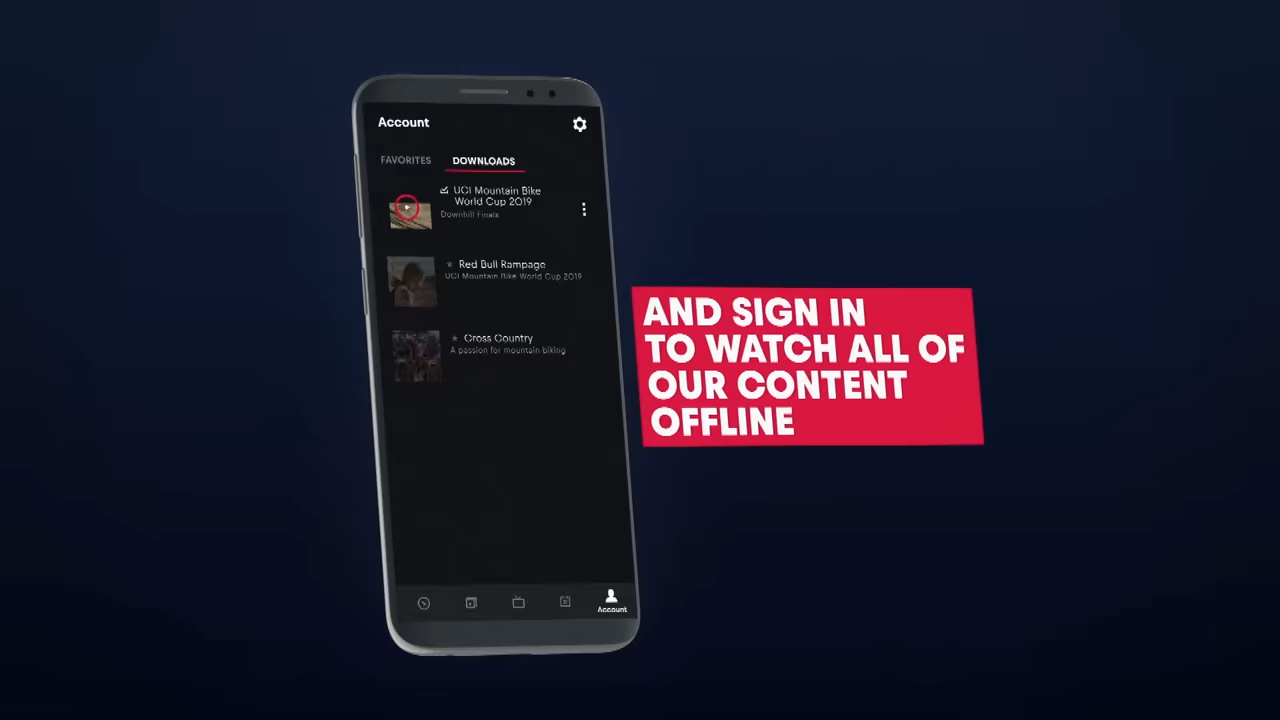 Account
FAVORITES DOWNLOADS
UCI Mountain Bike
World Cup 2019
Downhill Finals
Red Bull Rampage
UCI Mountain Bike World Cup 2019
Cross Country
A passion for mountain biking
AND SIGN IN
TO WATCH ALL OF
OUR CONTENT
OFFLINE
Account